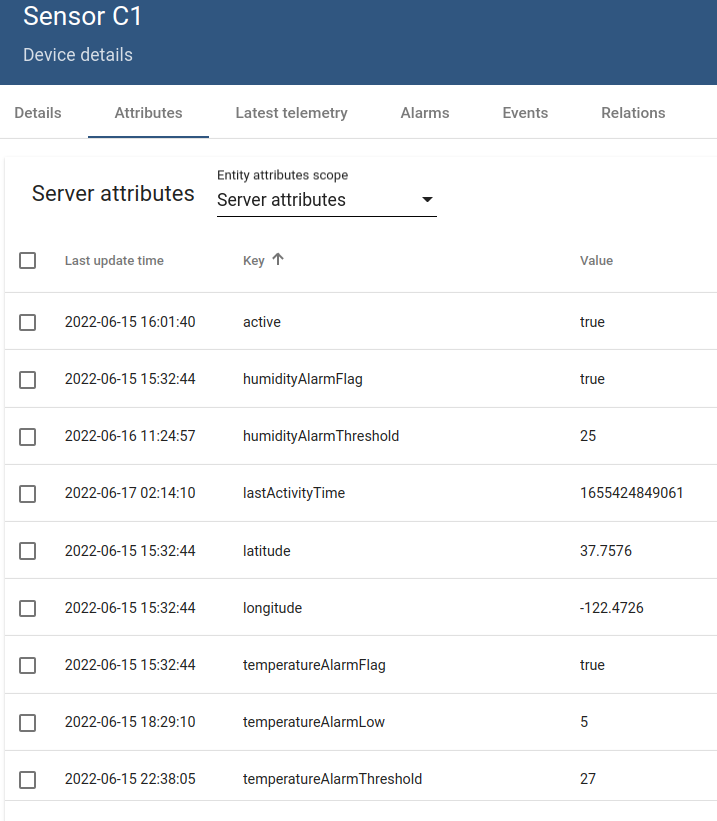 Sensor C1
Device details
Details Attributes Latest telemetry Alarms Events Relations
Entity attributes scope
Server attributes Server attributes
Last update time Key Value
2022-06-15 16:01:40 active true
2022-06-15 15:32:44 humidityAlarmFlag true
2022-06-16 11:24:57 humidityAlarmThreshold 25
2022-06-17 02:14:10 lastActivityTime 1655424849061
2022-06-15 15:32:44 latitude 37.7576
2022-06-15 15:32:44 longitude -122.4726
2022-06-15 15:32:44 temperatureAlarmFlag true
2022-06-15 18:29:10 temperatureAlarmLow 5
2022-06-15 22:38:05 temperatureAlarmThreshold 27